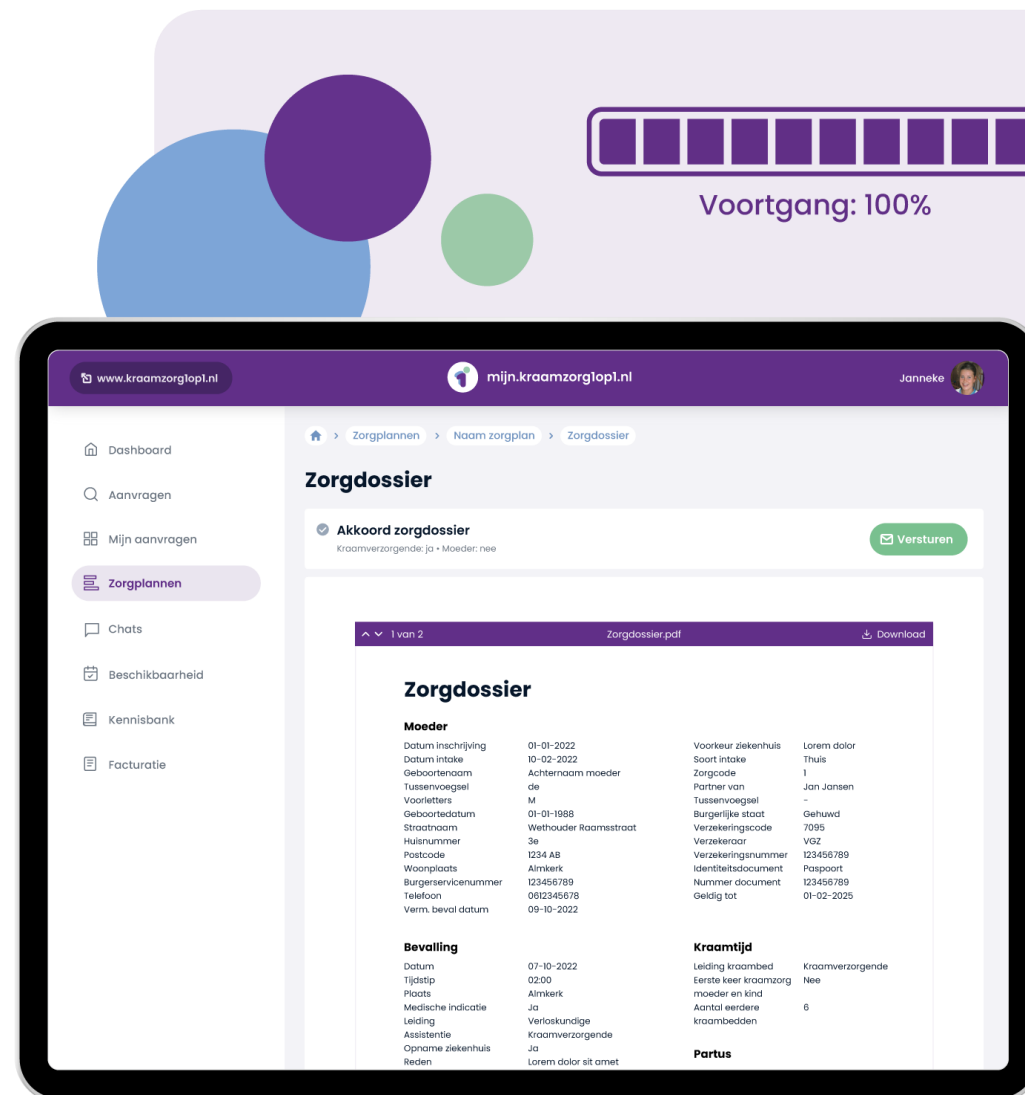 Voortgang: 100%
www.kraamzorg1op1.nl
mijn.kraamzorg1op1.nl
Janneke
Dashboard
Aanvragen
Mijn aanvragen
Zorgplannen
Chats
Beschikbaarheid
Kennisbank
Facturatie
Zorgplannen > Naam zorgplan > Zorgdossier
Zorgdossier
Akkoord zorgdossier
Kraamverzorgende: ja • Moeder: nee
Versturen
1 van 2 Zorgdossier.pdf Download
Zorgdossier
Moeder
Datum inschrijving 01-01-2022
Datum intake 10-02-2022
Geboortenaam Achternaam moeder
Tussenvoegsel de
Voorletters M
Geboortedatum 01-01-1988
Straatnaam Wethouder Raamsstraat
Huisnummer 3e
Postcode 1234 AB
Woonplaats Almkerk
Burgerservicenummer 123456789
Telefoon 0612345678
Verm. beval datum 09-10-2022
Voorkeur ziekenhuis Lorem dolor
Soort intake Thuis
Zorgcode 1
Partner van Jan Jansen
Tussenvoegsel -
Burgerlijke staat Gehuwd
Verzekeringscode 7095
Verzekeraar VGZ
Verzekeringsnummer 123456789
Identiteitsdocument Paspoort
Nummer document 123456789
Geldig tot 01-02-2025
Bevalling
Datum 07-10-2022
Tijdstip 02:00
Plaats Almkerk
Medische indicatie Ja
Leiding Verloskundige
Assistentie Kraamverzorgende
Opname ziekenhuis Ja
Reden Lorem dolor sit amet
Kraamtijd
Leiding kraambed Kraamverzorgende
Eerste keer kraamzorg Nee
moeder en kind
Aantal eerdere 6
kraambedden
Partus